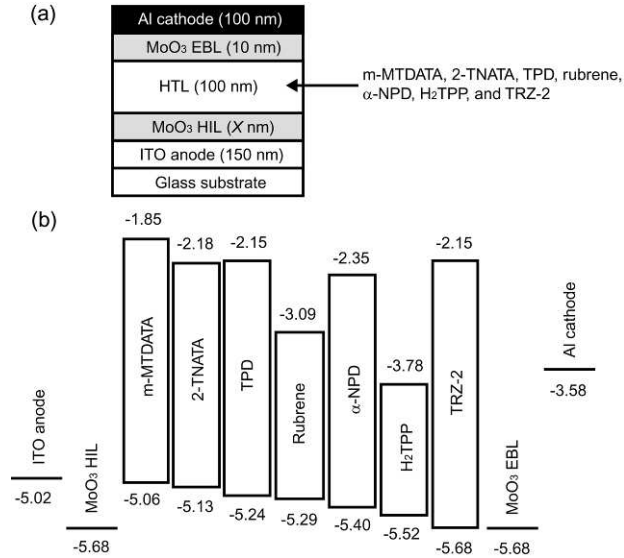 (a)
Al cathode (100 nm)
MoO3 EBL (10 nm)
HTL (100 nm)
m-MTDATA, 2-TNATA, TPD, rubrene,
α-NPD, H2TPP, and TRZ-2
MoO3 HIL (X nm)
ITO anode (150 nm)
Glass substrate
(b)
-1.85
-2.18
-2.15
-2.35
-2.15
-3.09
-3.78
Al cathode
-3.58
m-MTDATA
2-TNATA
TPD
Rubrene
α-NPD
H2TPP
TRZ-2
ITO anode
MoO3 HIL
MoO3 EBL
-5.02
-5.06
-5.13
-5.24
-5.29
-5.40
-5.52
-5.68
-5.68
-5.68